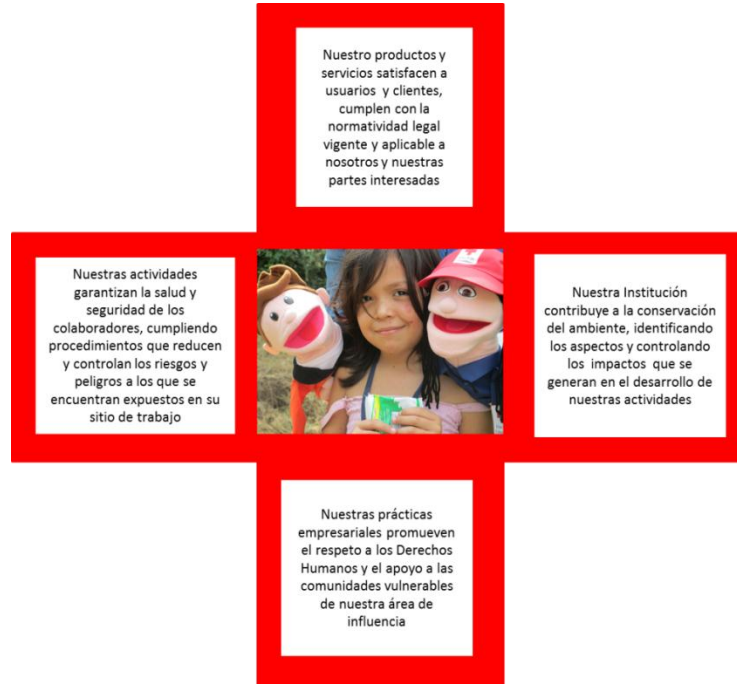 Nuestro productos y
servicios satisfacen a
usuarios y clientes,
cumplen con la
normatividad legal
vigente y aplicable a
nosotros y nuestras
partes interesadas
Nuestras actividades
garantizan la salud y
seguridad de los
colaboradores, cumpliendo
procedimientos que reducen
y controlan los riesgos y
peligros a los que se
encuentran expuestos en su
sitio de trabajo
Nuestra Institución
contribuye a la conservación
del ambiente, identificando
los aspectos y controlando
los impactos que se
generan en el desarrollo de
nuestras actividades
Nuestras prácticas
empresariales promueven
el respeto a los Derechos
Humanos y el apoyo a las
comunidades vulnerables
de nuestra área de
influencia